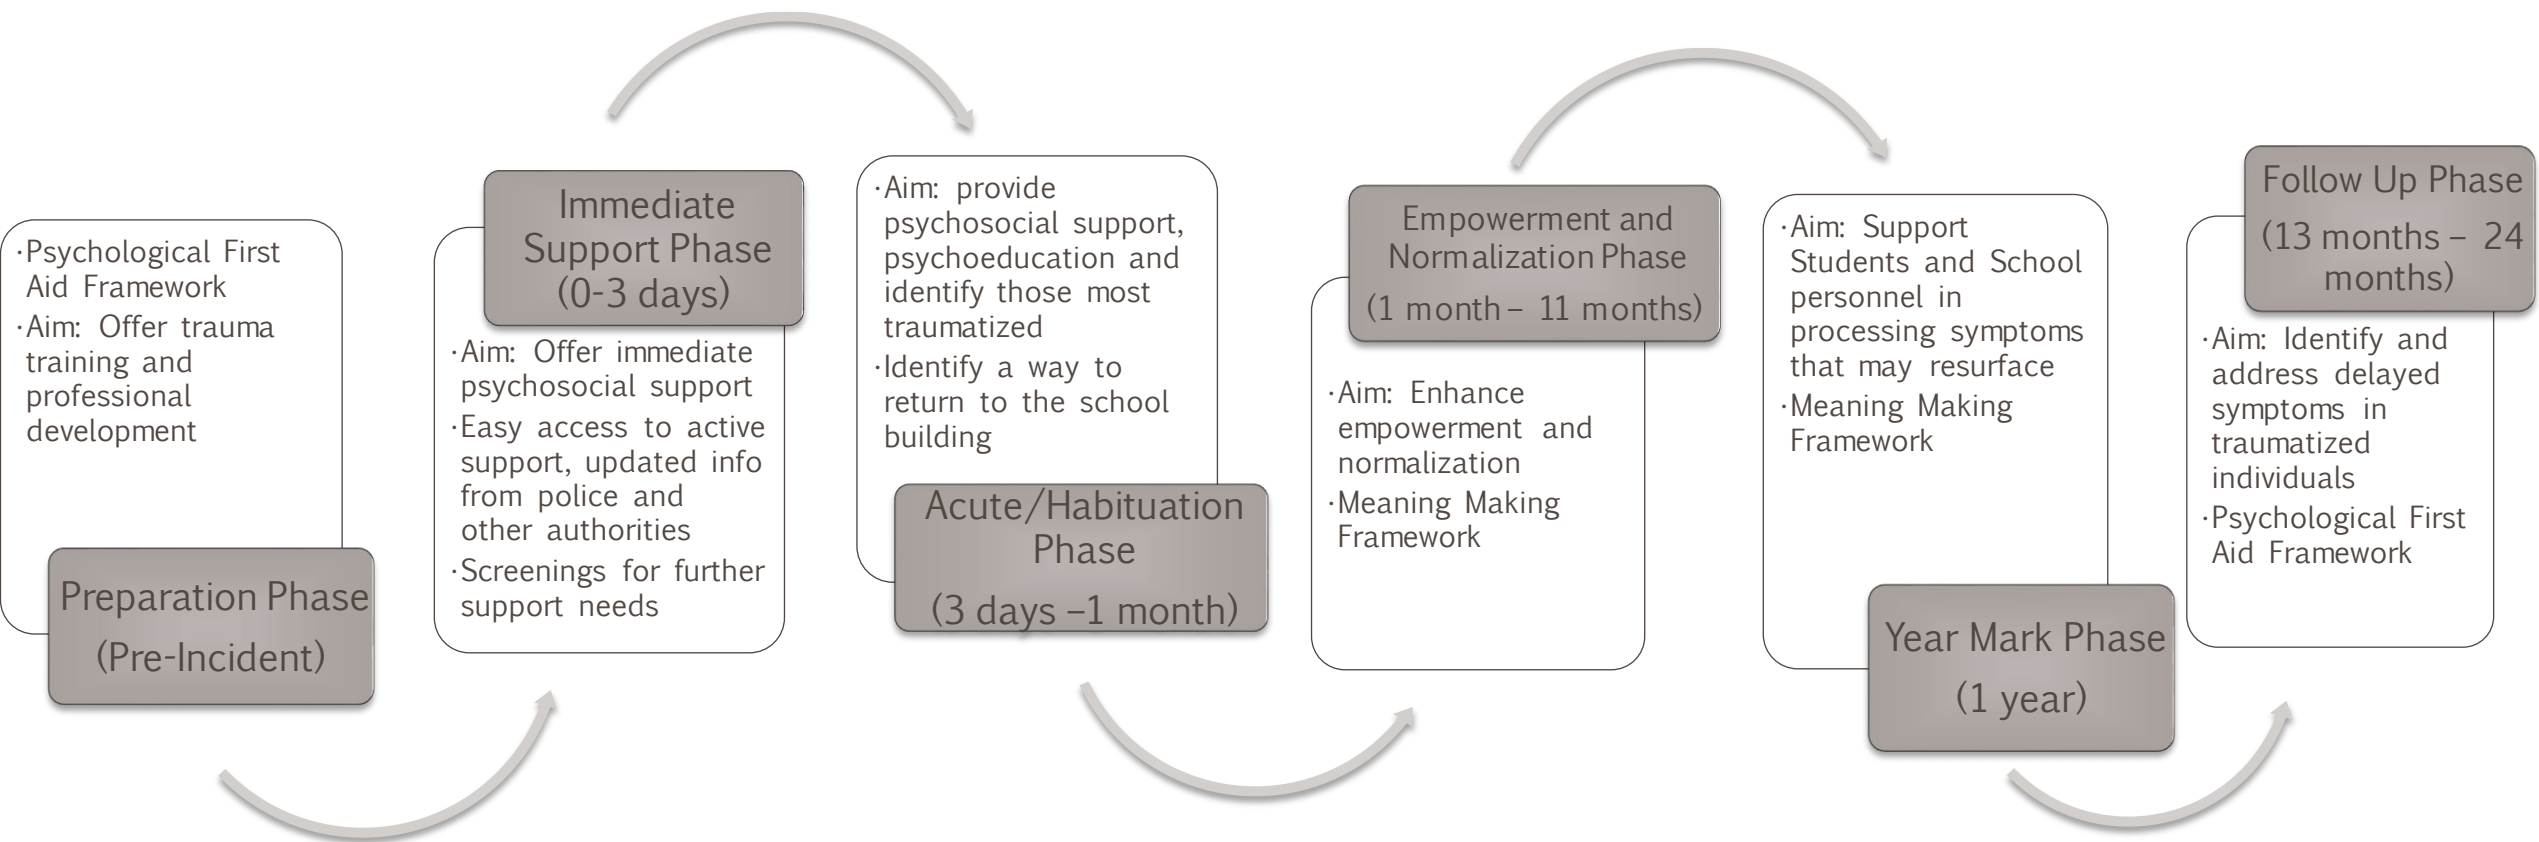 ·Psychological First
Aid Framework
·Aim: Offer trauma
training and
professional
development
Preparation Phase
(Pre-Incident)
Immediate
Support Phase
(0-3 days)
·Aim: Offer immediate
psychosocial support
·Easy access to active
support, updated info
from police and
other authorities
·Screenings for further
support needs
·Aim: provide
psychosocial support,
psychoeducation and
identify those most
traumatized
·Identify a way to
return to the school
building
Acute/Habituation
Phase
(3 days –1 month)
Empowerment and
Normalization Phase
(1 month – 11 months)
·Aim: Enhance
empowerment and
normalization
·Meaning Making
Framework
·Aim: Support
Students and School
personnel in
processing symptoms
that may resurface
·Meaning Making
Framework
Year Mark Phase
(1 year)
Follow Up Phase
(13 months – 24
months)
·Aim: Identify and
address delayed
symptoms in
traumatized
individuals
·Psychological First
Aid Framework